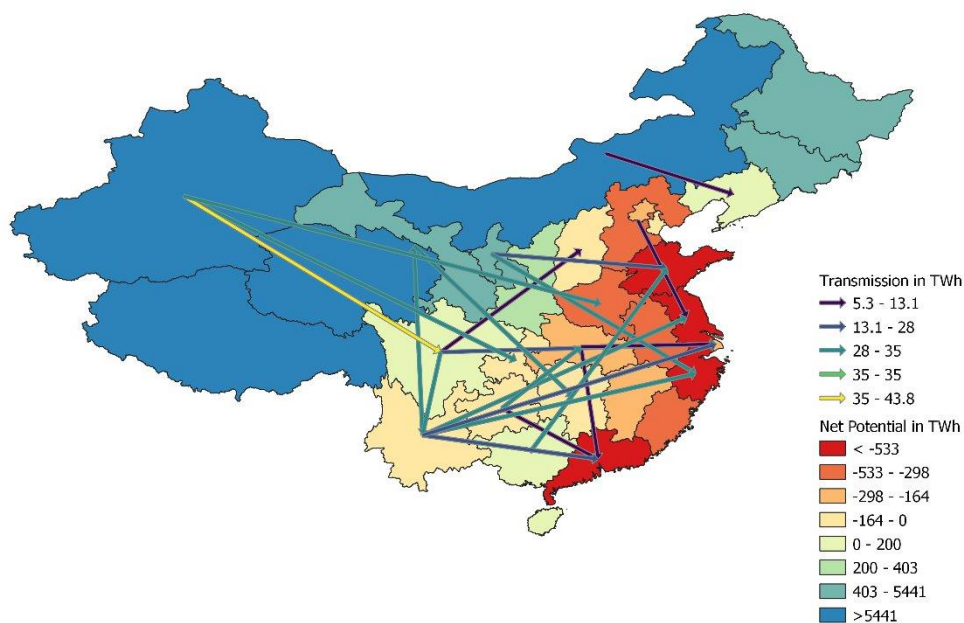 Transmission in TWh
5.3 - 13.1
13.1 - 28
28 - 35
35 - 35
35 - 43.8
Net Potential in TWh
< -533
-533 - -298
-298 - -164
-164 - 0
0 - 200
200 - 403
403 - 5441
>5441